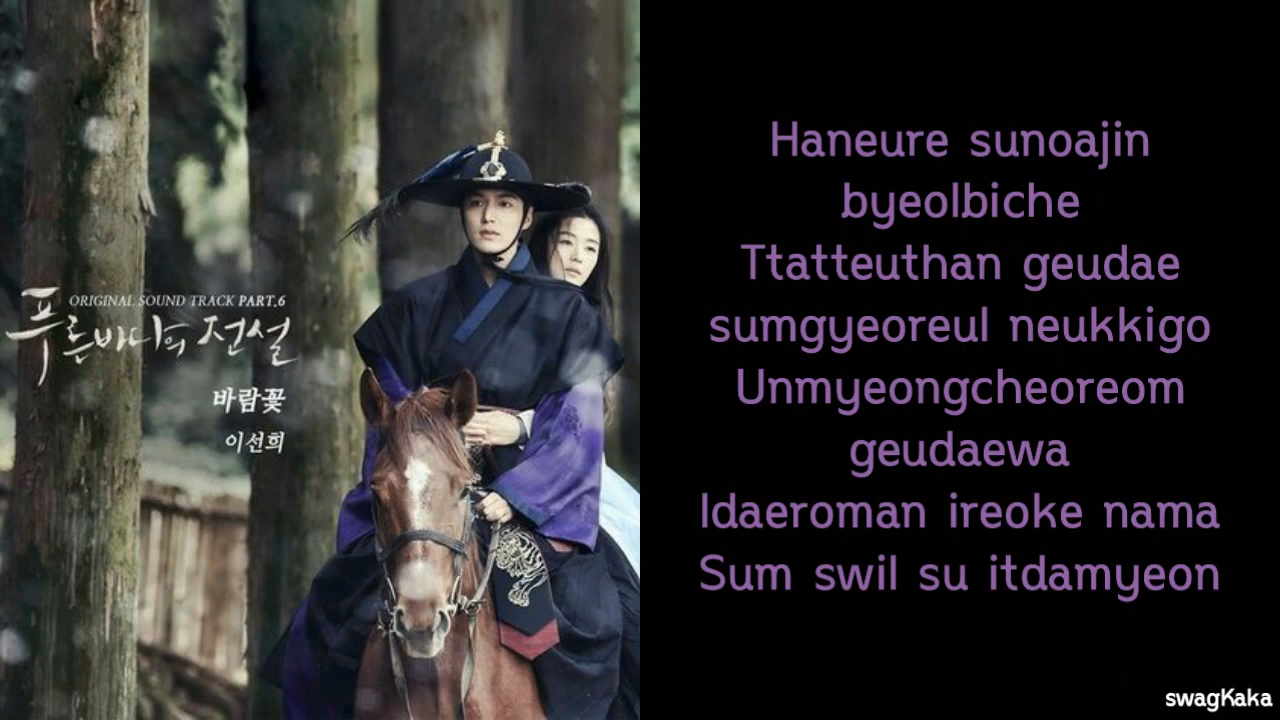 ORIGINAL SOUND TRACK PART.6
푸른 바다의 전설
바람꽃
이선희
Haneure sunoajin
byeolbiche
Ttatteuthan geudae
sumgyeoreul neukkigo
Unmyeongcheoreom
geudaewa
Idaeroman ireoke nama
Sum swil su itdamyeon
swagKaka